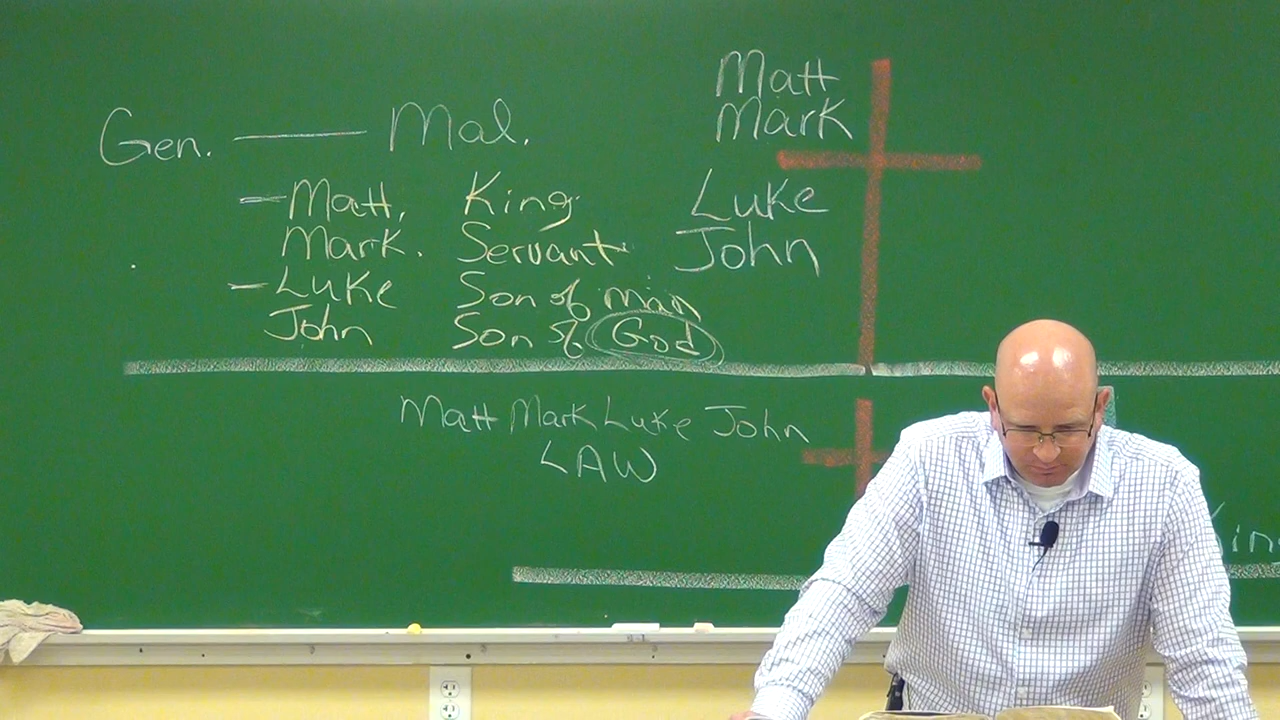 Gen. — Mal.
Matt
Mark
Luke
John
- Matt. King
Mark. Servant
- Luke Son of man
John Son of God
Matt Mark Luke John
LAW